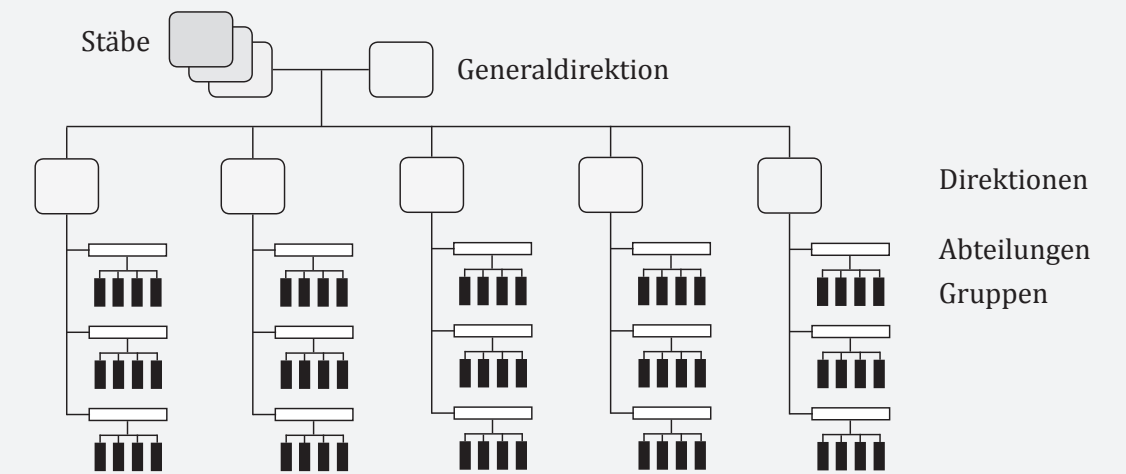 Stäbe
Generaldirektion
Direktionen
Abteilungen
Gruppen